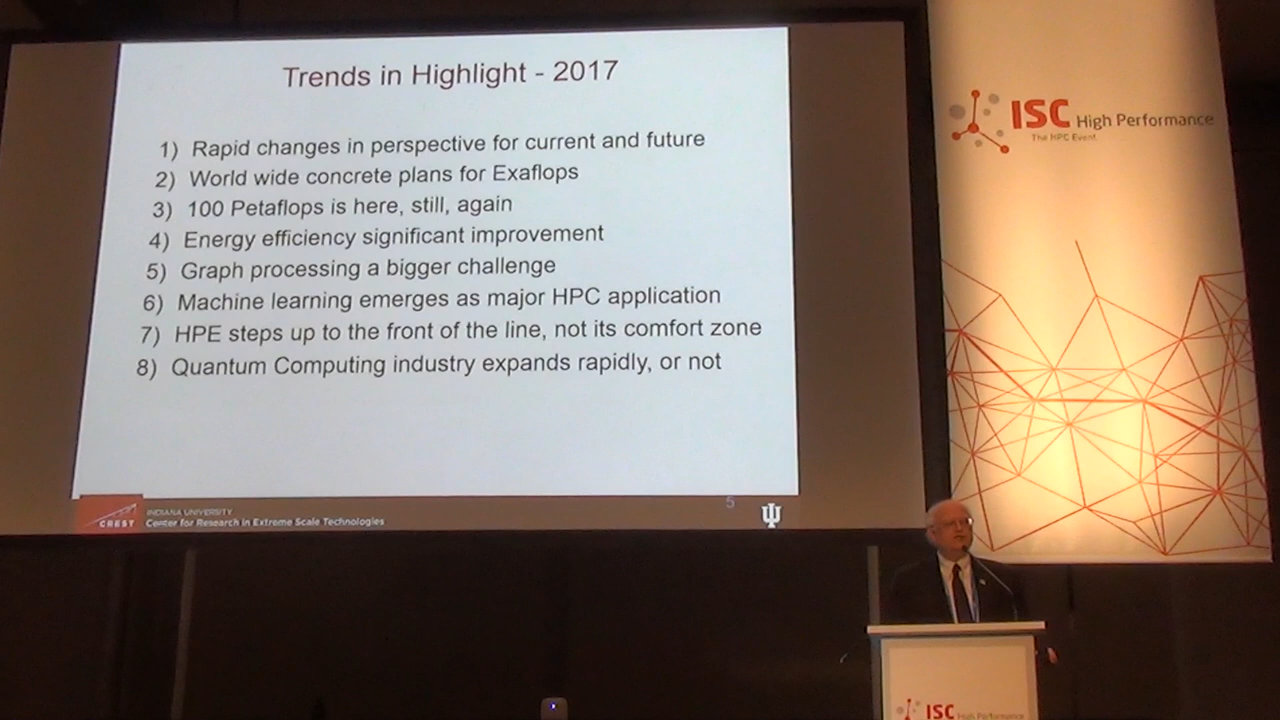 Trends in Highlight - 2017
1) Rapid changes in perspective for current and future
2) World wide concrete plans for Exaflops
3) 100 Petaflops is here, still, again
4) Energy efficiency significant improvement
5) Graph processing a bigger challenge
6) Machine learning emerges as major HPC application
7) HPE steps up to the front of the line, not its comfort zone
8) Quantum Computing industry expands rapidly, or not
5
CREST
INDIANA UNIVERSITY
Center for Research in Extreme Scale Technologies
ISC High Performance
The HPC Event
ISC High Performance